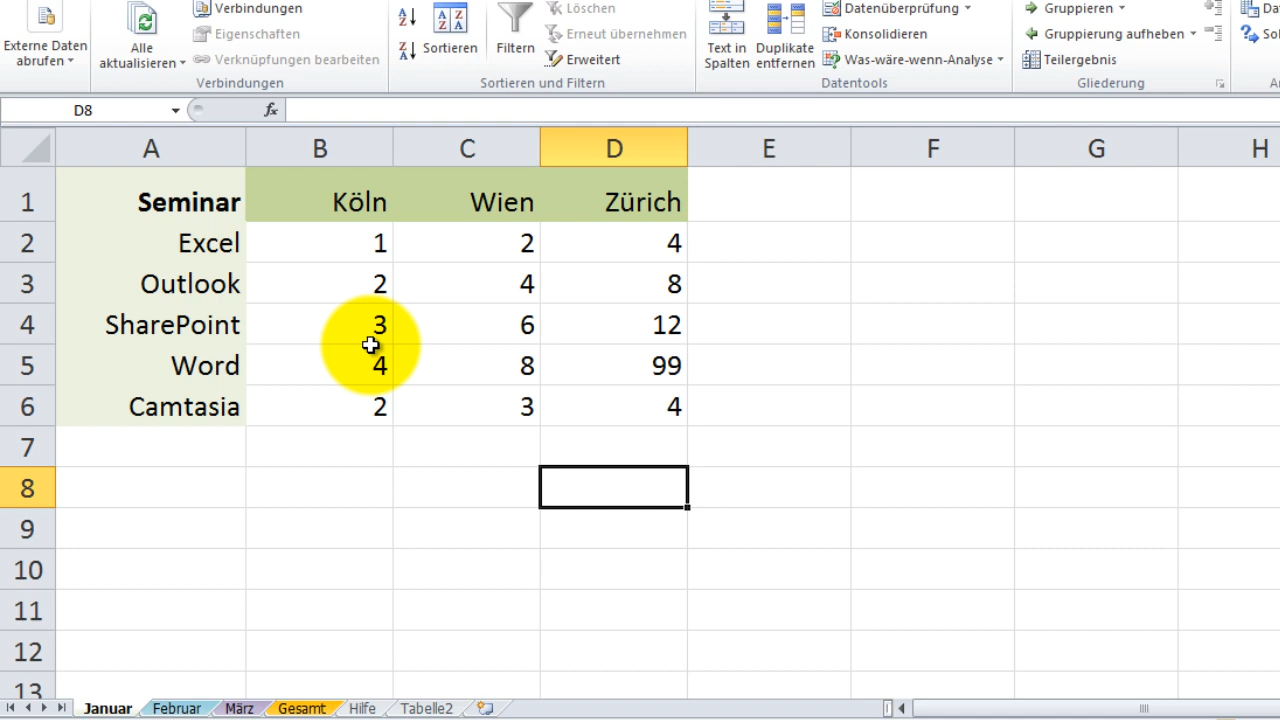 Verbindungen Löschen Datenüberprüfung Gruppieren
Eigenschaften Erneut übernehmen Konsolidieren Gruppierung aufheben
Externe Daten abrufen Alle aktualisieren Verknüpfungen bearbeiten Sortieren Filtern Erweitert Text in Spalten Duplikate entfernen Was-wäre-wenn-Analyse Teilergebnis
Verbindungen Sortieren und Filtern Datentools Gliederung
D8 fx
A B C D E F G H
1 Seminar Köln Wien Zürich
2 Excel 1 2 4
3 Outlook 2 4 8
4 SharePoint 3 6 12
5 Word 4 8 99
6 Camtasia 2 3 4
7
8
9
10
11
12
13
Januar Februar März Gesamt Hilfe Tabelle2